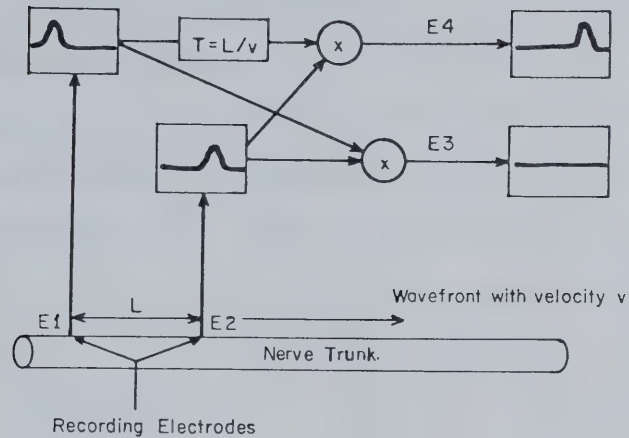 T = L/v
x
E4
x
E3
L
Wavefront with velocity v
E1
E2
Nerve Trunk.
Recording Electrodes